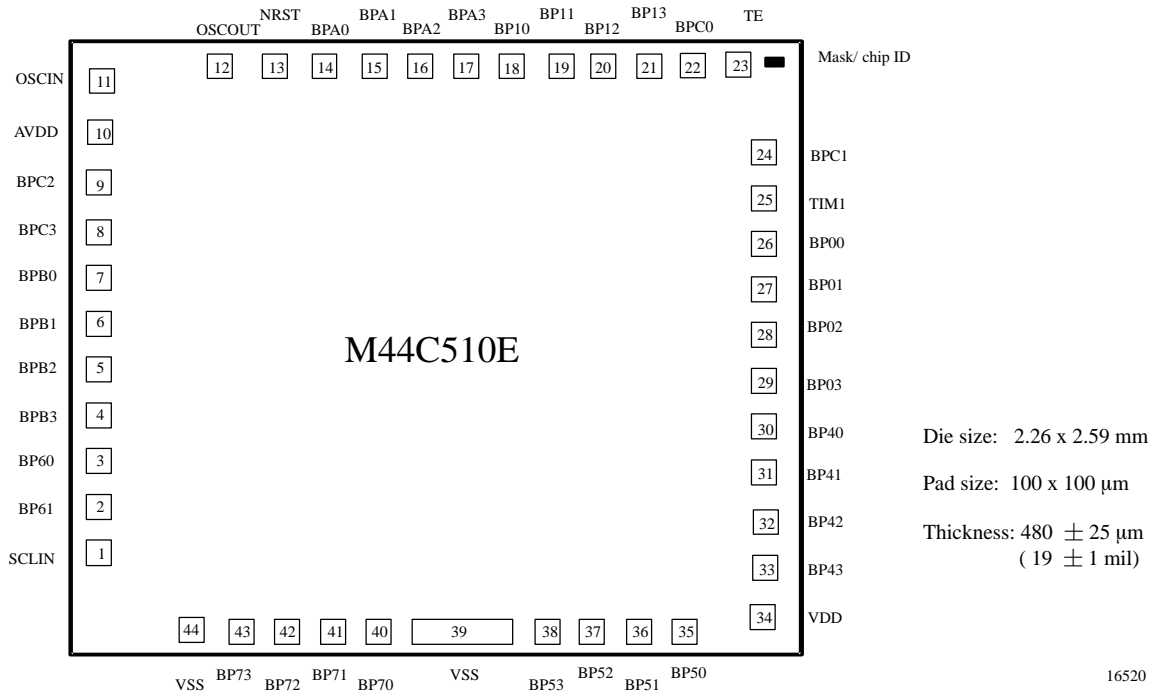 OSCOUT NRST BPA0 BPA1 BPA2 BPA3 BP10 BP11 BP12 BP13 BPC0 TE
12 13 14 15 16 17 18 19 20 21 22 23
Mask/ chip ID
OSCIN 11
AVDD 10
BPC2 9
BPC3 8
BPB0 7
BPB1 6
BPB2 5
BPB3 4
BP60 3
BP61 2
SCLIN 1
M44C510E
24 BPC1
25 TIM1
26 BP00
27 BP01
28 BP02
29 BP03
30 BP40
31 BP41
32 BP42
33 BP43
34 VDD
Die size: 2.26 x 2.59 mm
Pad size: 100 x 100 µm
Thickness: 480 ± 25 µm
( 19 ± 1 mil)
44 43 42 41 40 39 38 37 36 35
VSS BP73 BP72 BP71 BP70 VSS BP53 BP52 BP51 BP50
16520